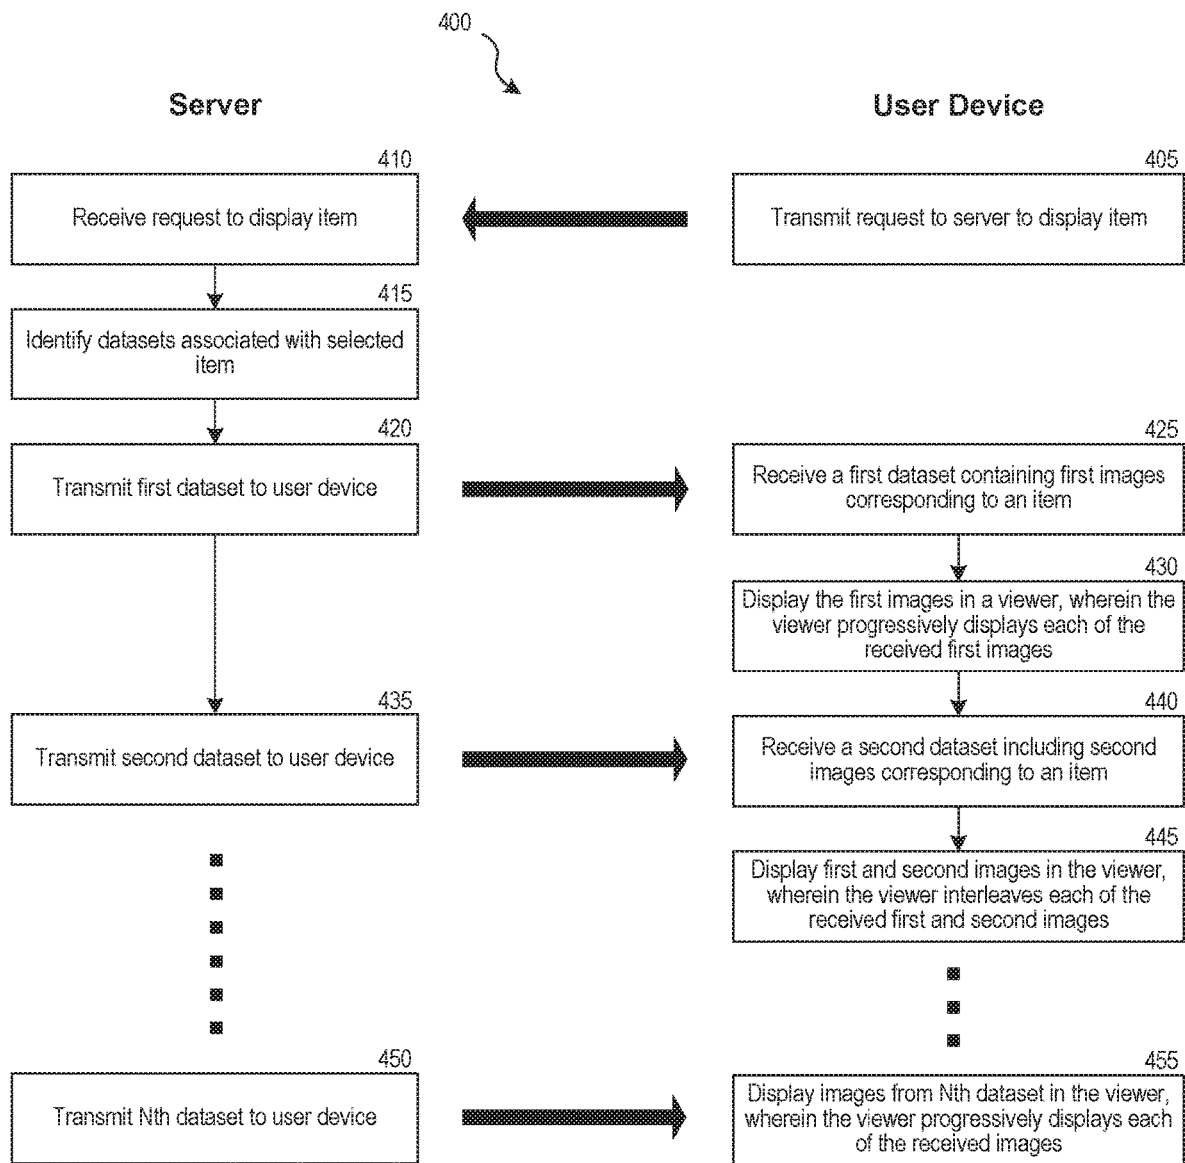 400
Server
User Device
410
Receive request to display item
405
Transmit request to server to display item
415
Identify datasets associated with selected
item
420
Transmit first dataset to user device
425
Receive a first dataset containing first images
corresponding to an item
430
Display the first images in a viewer, wherein the
viewer progressively displays each of the
received first images
435
Transmit second dataset to user device
440
Receive a second dataset including second
images corresponding to an item
445
Display first and second images in the viewer,
wherein the viewer interleaves each of the
received first and second images
450
Transmit Nth dataset to user device
455
Display images from Nth dataset in the viewer,
wherein the viewer progressively displays each
of the received images